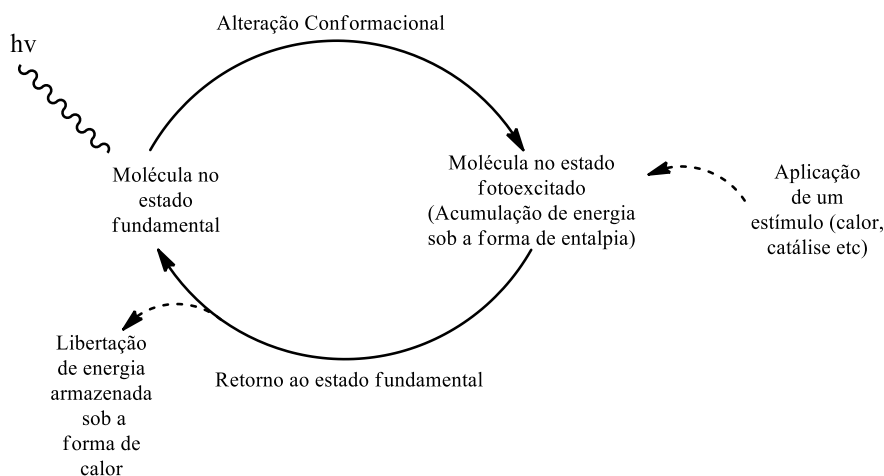 Alteração Conformacional
hv
Molécula no
estado
fundamental
Molécula no estado
fotoexcitado
(Acumulação de energia
sob a forma de entalpia)
Aplicação
de um
estímulo (calor,
catálise etc)
Libertação
de energia
armazenada
sob a
forma de
calor
Retorno ao estado fundamental